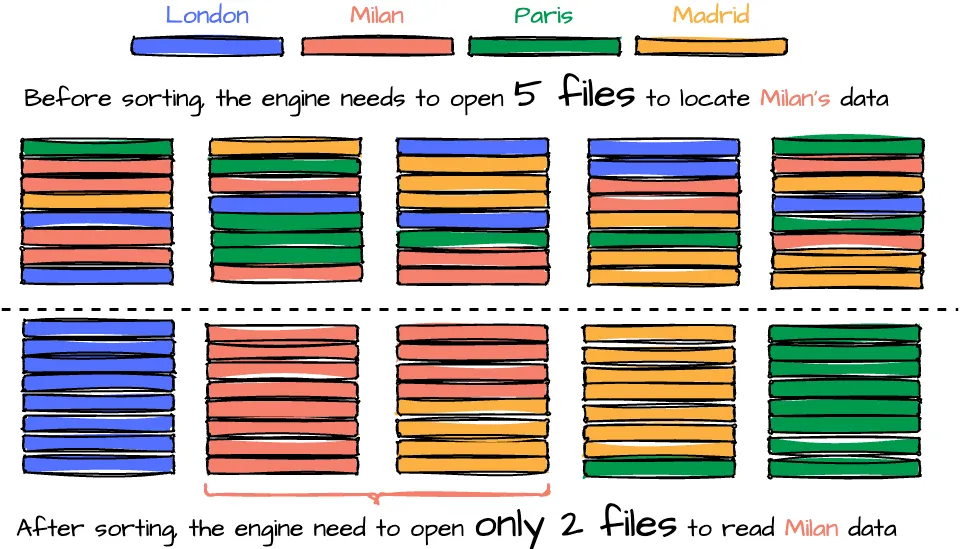 London Milan Paris Madrid
Before sorting, the engine needs to open 5 files to locate Milan's data
After sorting, the engine need to open only 2 files to read Milan data